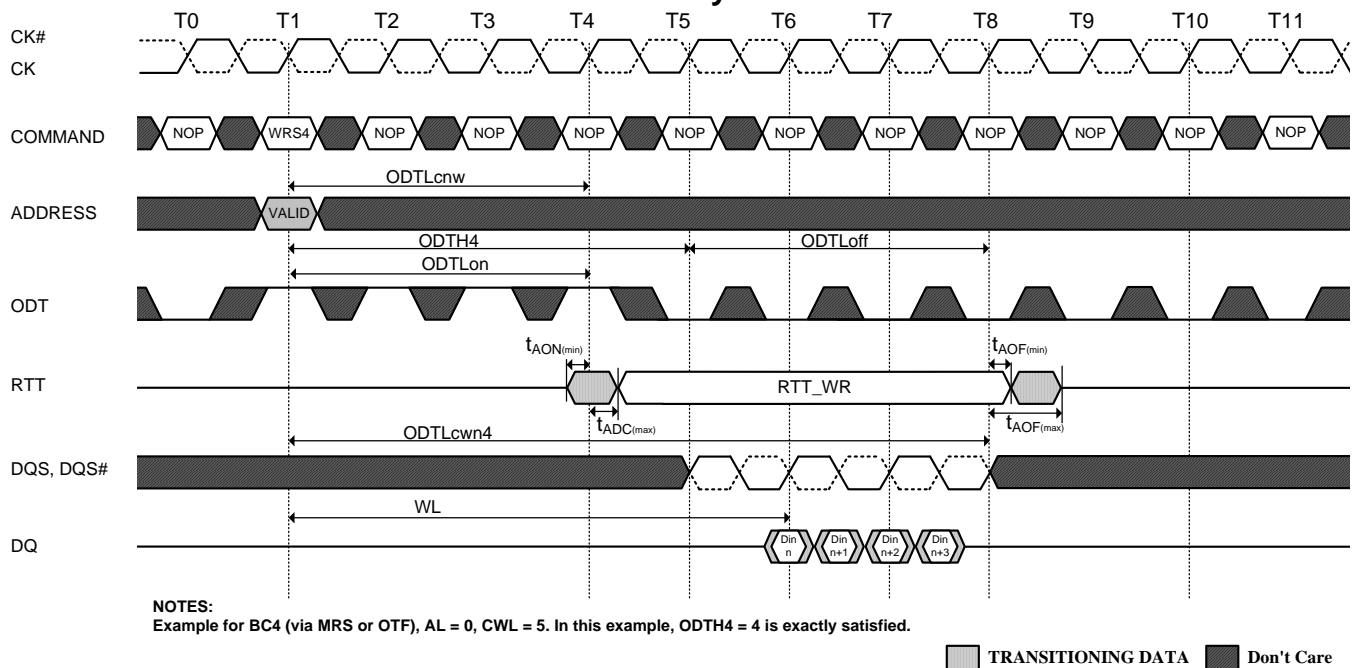 T0 T1 T2 T3 T4 T5 T6 T7 T8 T9 T10 T11
CK#
CK
COMMAND NOP WRS4 NOP NOP NOP NOP NOP NOP NOP NOP NOP NOP
ODTLcnw
ADDRESS VALID
ODTH4 ODTLoff
ODTLon
ODT
tAON(min) tAOF(min)
RTT RTT_WR
tADC(max) tAOF(max)
ODTLcwn4
DQS, DQS#
WL
DQ Din n Din n+1 Din n+2 Din n+3
NOTES:
Example for BC4 (via MRS or OTF), AL = 0, CWL = 5. In this example, ODTH4 = 4 is exactly satisfied.
TRANSITIONING DATA Don't Care